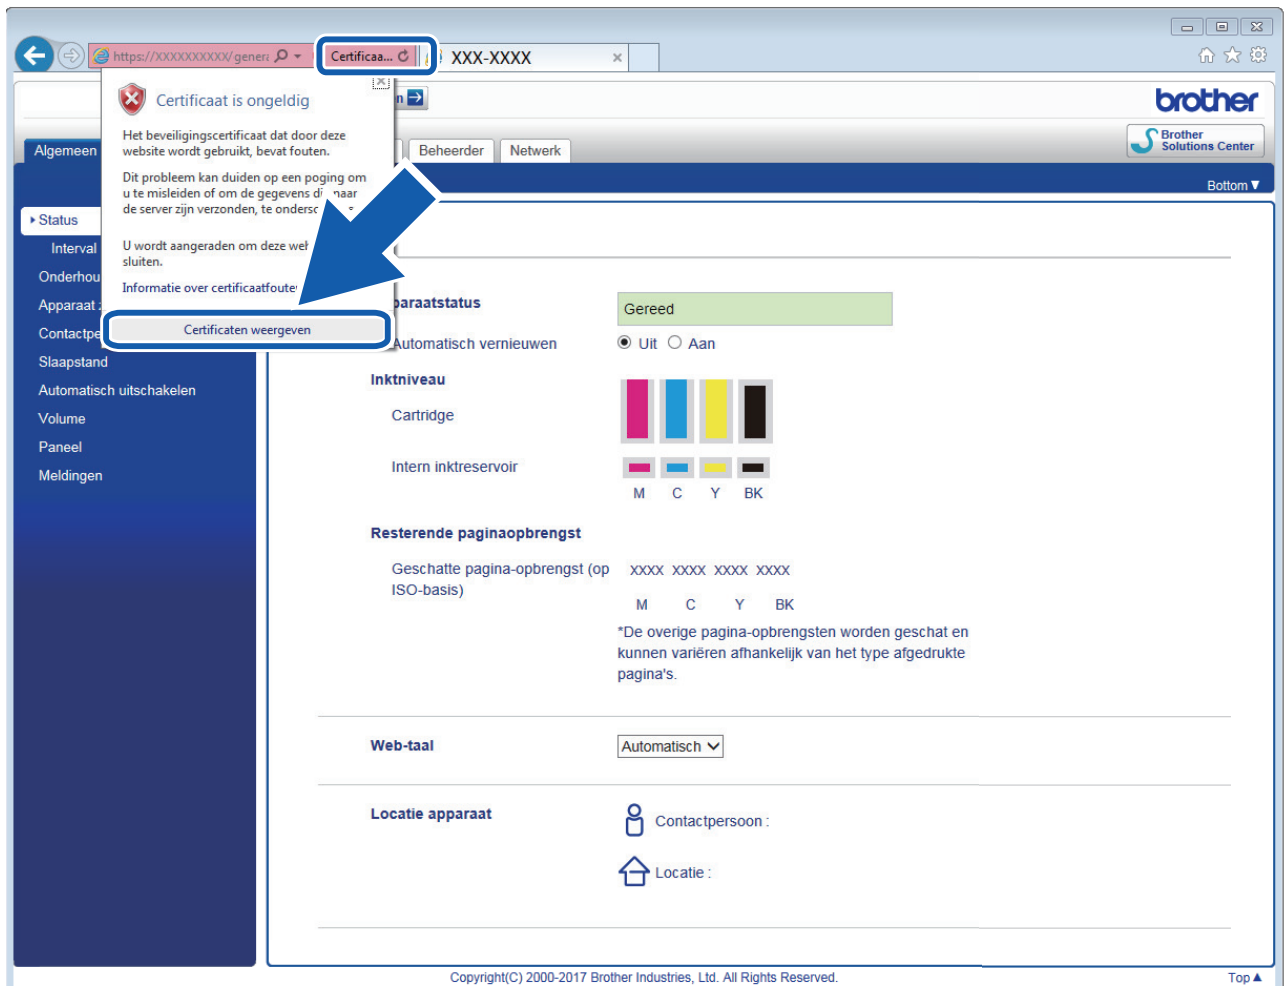 https://XXXXXXXXXX/genera
Certificaa...
XXX-XXXX
Certificaat is ongeldig
Het beveiligingscertificaat dat door deze
website wordt gebruikt, bevat fouten.
Dit probleem kan duiden op een poging om
u te misleiden of om de gegevens di naar
de server zijn verzonden, te ondersc
U wordt aangeraden om deze web
sluiten.
Informatie over certificaatfoute
Certificaten weergeven
n
brother
Brother
Solutions Center
Algemeen
Beheerder
Netwerk
Bottom▼
Status
Interval
Onderhou
Apparaat
Contactpe
Slaapstand
Automatisch uitschakelen
Volume
Paneel
Meldingen
paraatstatus
Gereed
Automatisch vernieuwen
Uit Aan
Inktniveau
Cartridge
Intern inktreservoir
M C Y BK
Resterende paginaopbrengst
Geschatte pagina-opbrengst (op
ISO-basis)
XXXX XXXX XXXX XXXX
M C Y BK
*De overige pagina-opbrengsten worden geschat en
kunnen variëren afhankelijk van het type afgedrukte
pagina's.
Web-taal
Automatisch
Locatie apparaat
Contactpersoon :
Locatie :
Copyright(C) 2000-2017 Brother Industries, Ltd. All Rights Reserved.
Top▲